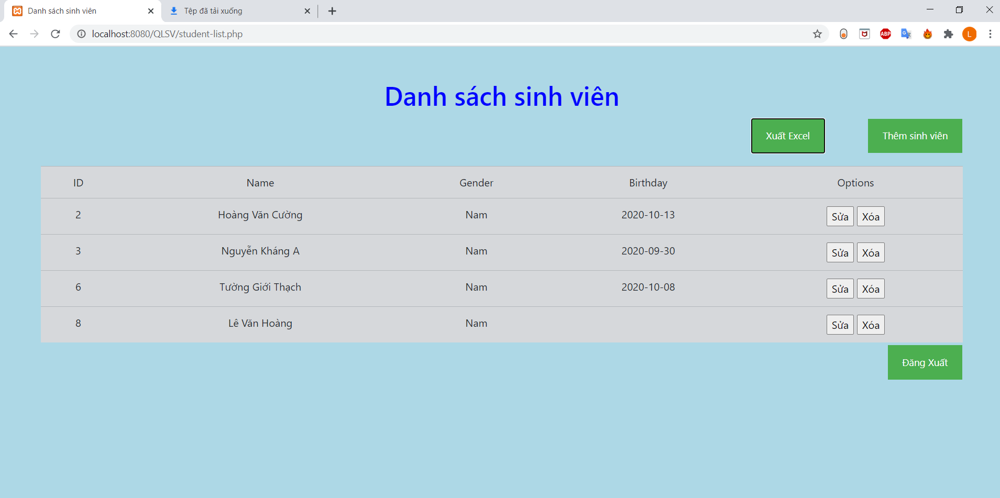 Danh sách sinh viên
Tệp đã tải xuống
localhost:8080/QLSV/student-list.php
ABP
L
Danh sách sinh viên
Xuất Excel Thêm sinh viên
ID Name Gender Birthday Options
2 Hoàng Văn Cường Nam 2020-10-13 Sửa Xóa
3 Nguyễn Kháng A Nam 2020-09-30 Sửa Xóa
6 Tường Giới Thạch Nam 2020-10-08 Sửa Xóa
8 Lê Văn Hoàng Nam Sửa Xóa
Đăng Xuất